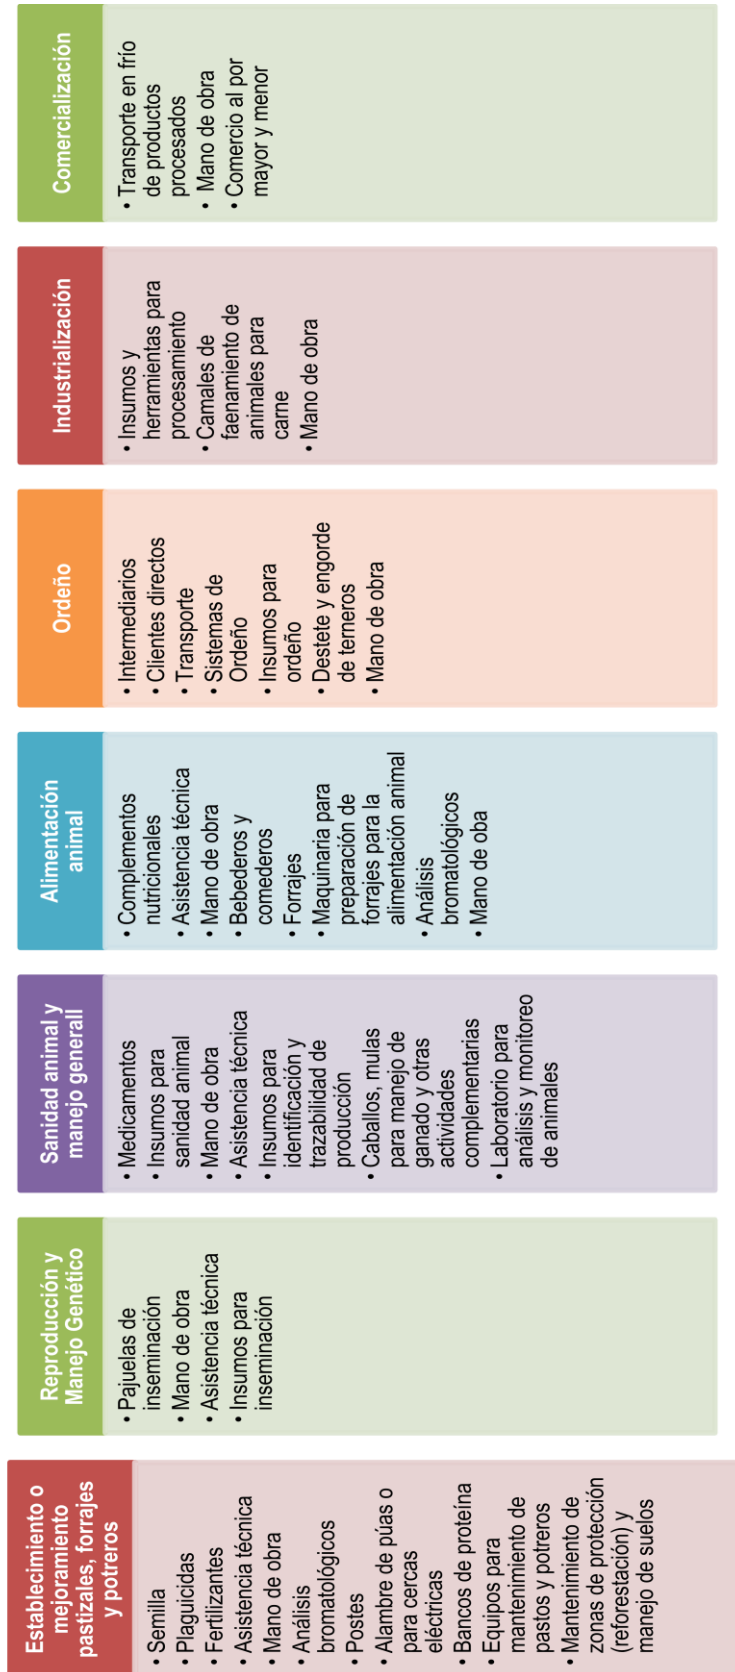 Establecimiento o
mejoramiento
pastizales, forrajes
y potreros
• Semilla
• Plaguicidas
• Fertilizantes
• Asistencia técnica
• Mano de obra
• Análisis
bromatológicos
• Postes
• Alambre de púas o
para cercas
eléctricas
• Bancos de proteína
• Equipos para
mantenimiento de
pastos y potreros
• Mantenimiento de
zonas de protección
(reforestación) y
manejo de suelos
Reproducción y
Manejo Genético
• Pajuelas de
inseminación
• Mano de obra
• Asistencia técnica
• Insumos para
inseminación
Sanidad animal y
manejo generall
• Medicamentos
• Insumos para
sanidad animal
• Mano de obra
• Asistencia técnica
• Insumos para
identificación y
trazabilidad de
producción
• Caballos, mulas
para manejo de
ganado y otras
actividades
complementarias
• Laboratorio para
análisis y monitoreo
de animales
Alimentación
animal
• Complementos
nutricionales
• Asistencia técnica
• Mano de obra
• Bebederos y
comederos
• Forrajes
• Maquinaria para
preparación de
forrajes para la
alimentación animal
• Análisis
bromatológicos
• Mano de oba
Ordeño
• Intermediarios
• Clientes directos
• Transporte
• Sistemas de
Ordeño
• Insumos para
ordeño
• Destete y engorde
de terneros
• Mano de obra
Industrialización
• Insumos y
herramientas para
procesamiento
• Camales de
faenamiento de
animales para
carne
• Mano de obra
Comercialización
• Transporte en frío
de productos
procesados
• Mano de obra
• Comercio al por
mayor y menor